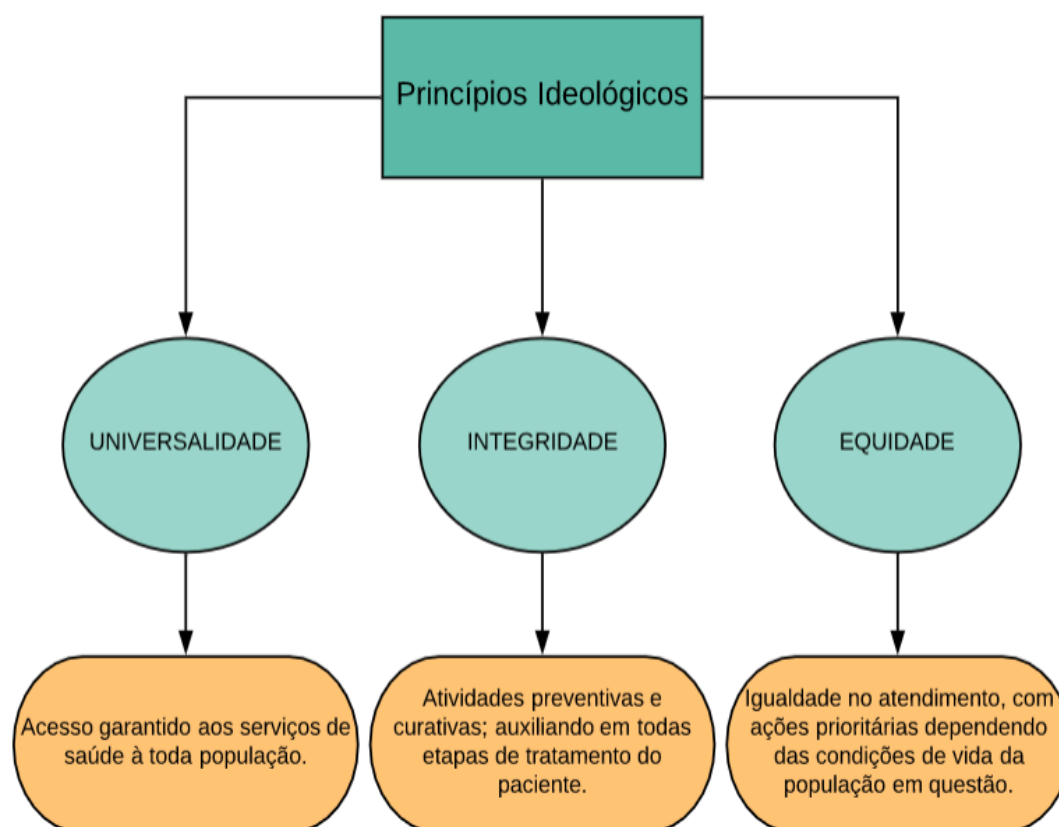 Princípios Ideológicos
UNIVERSALIDADE
INTEGRIDADE
EQUIDADE
Acesso garantido aos serviços de
saúde à toda população.
Atividades preventivas e
curativas; auxiliando em todas
etapas de tratamento do
paciente.
Igualdade no atendimento, com
ações prioritárias dependendo
das condições de vida da
população em questão.